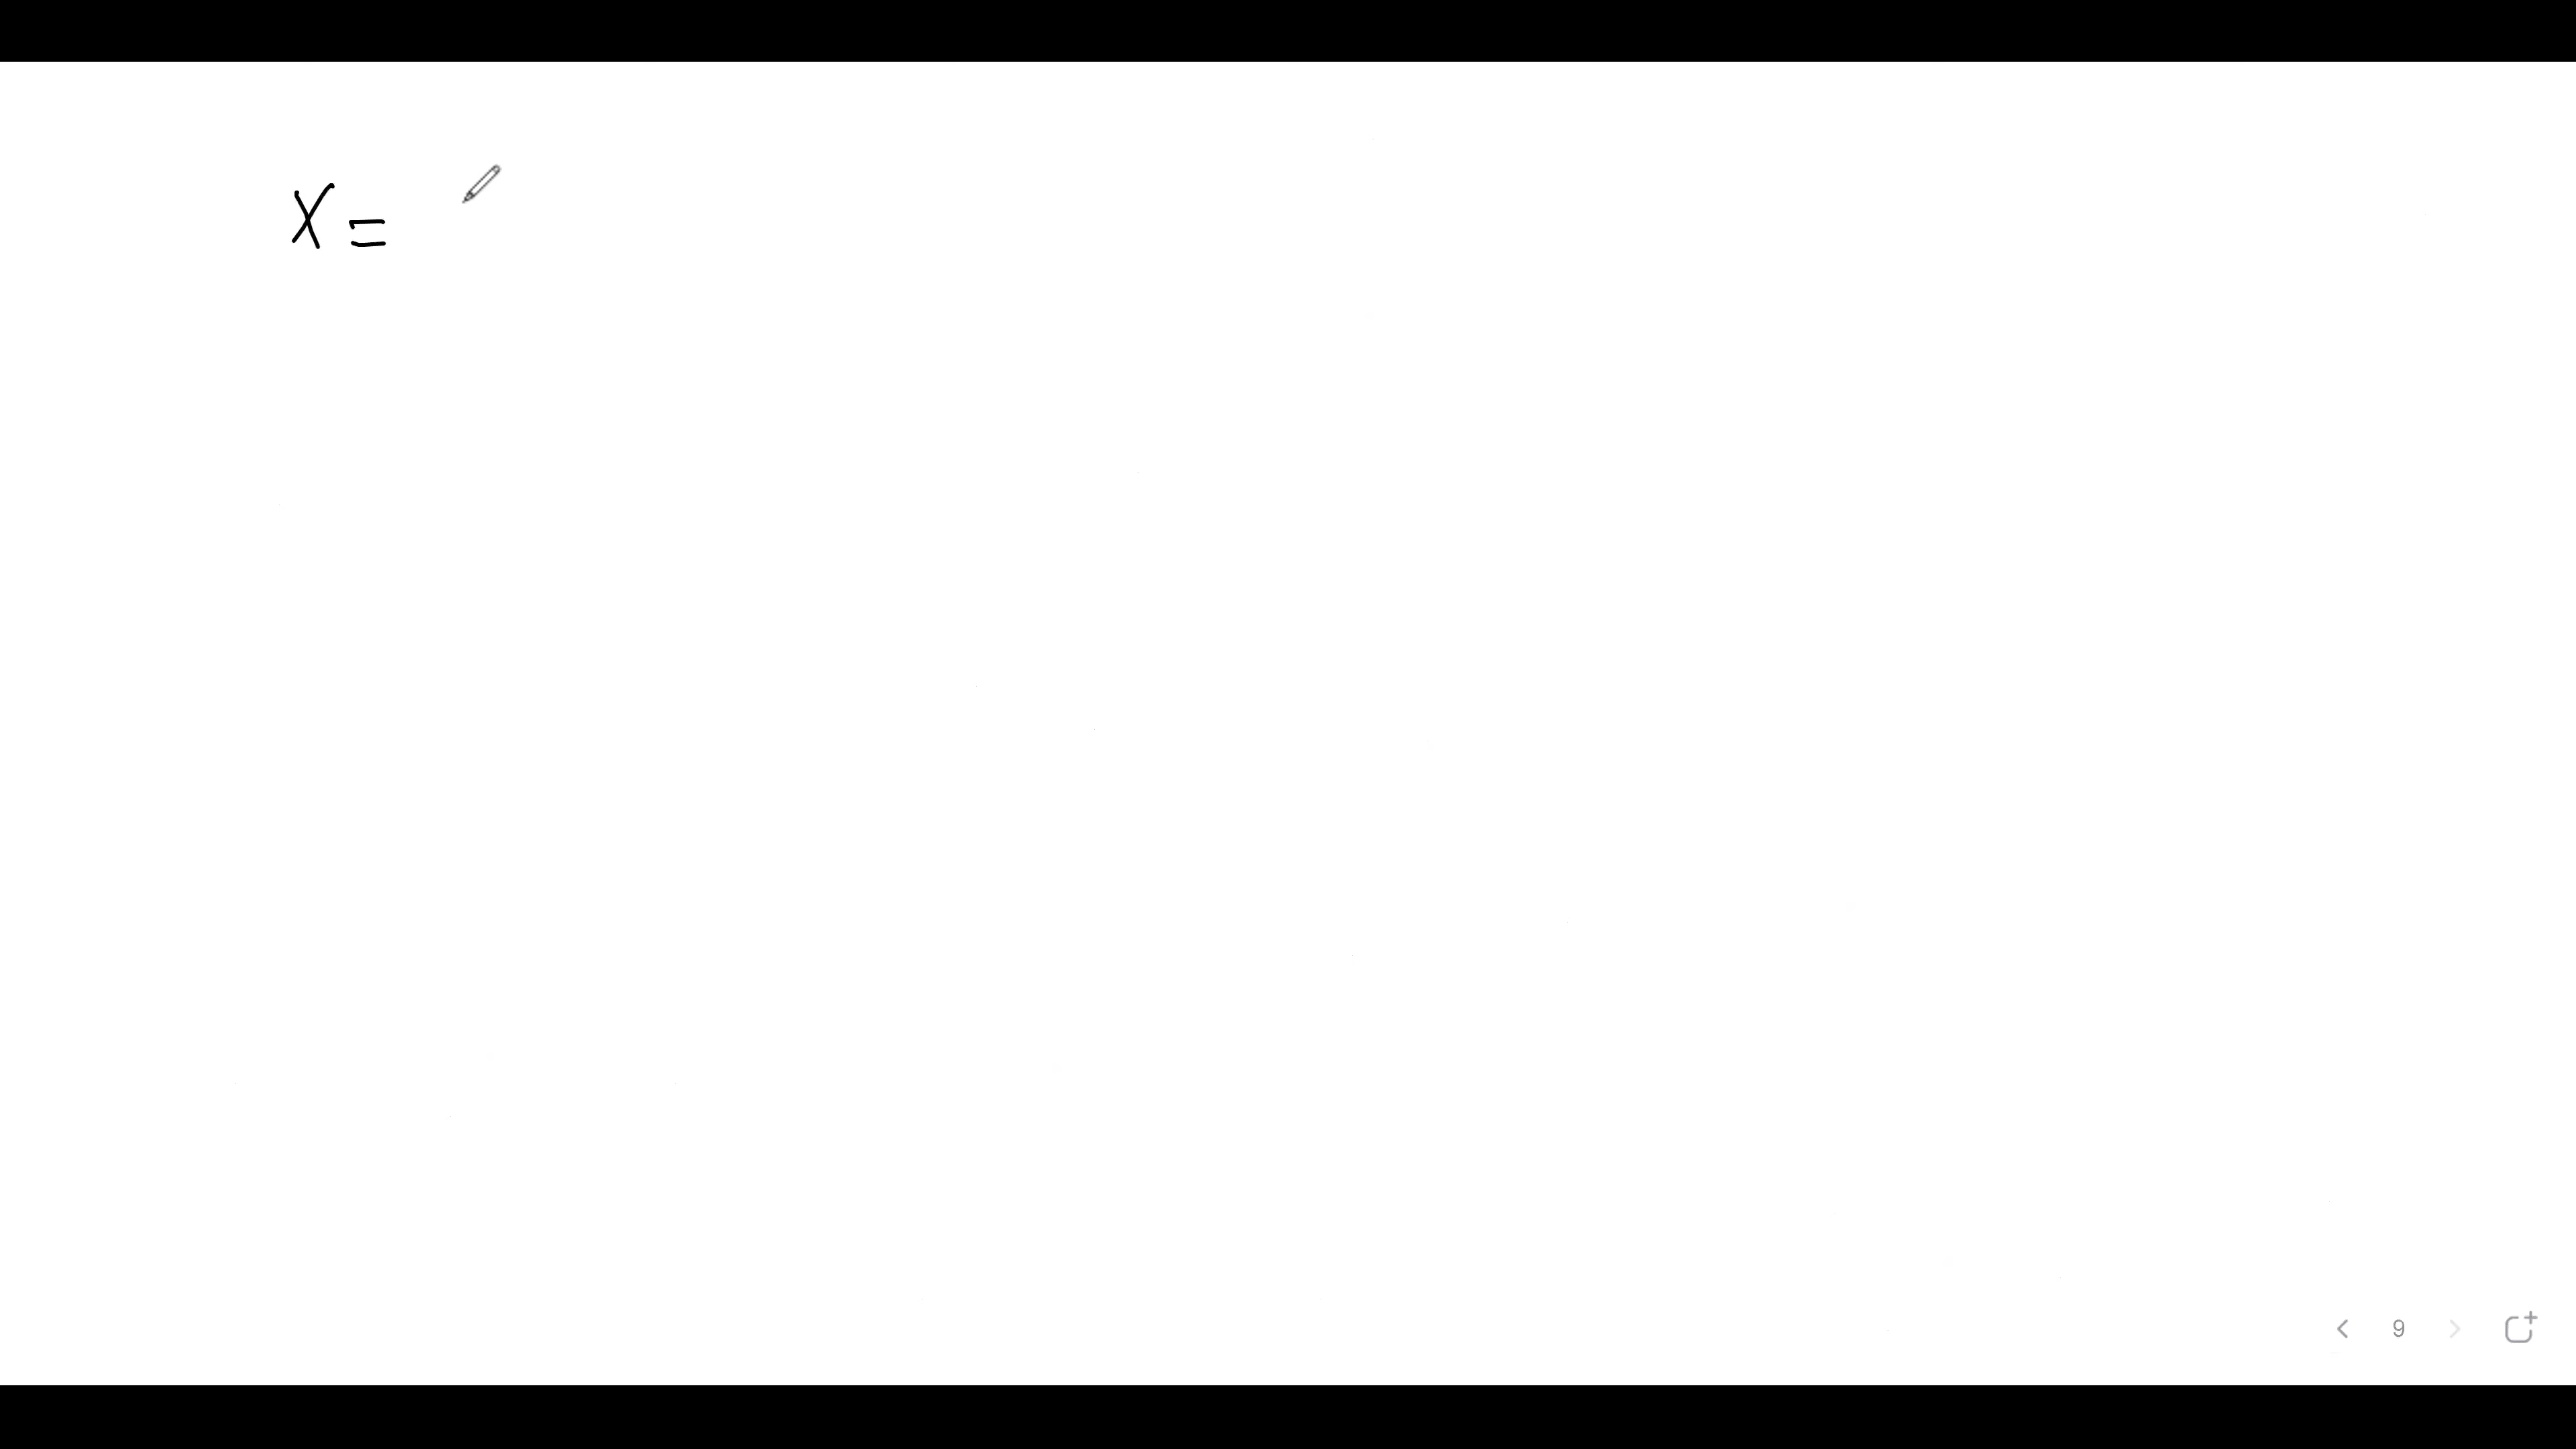 X =
9